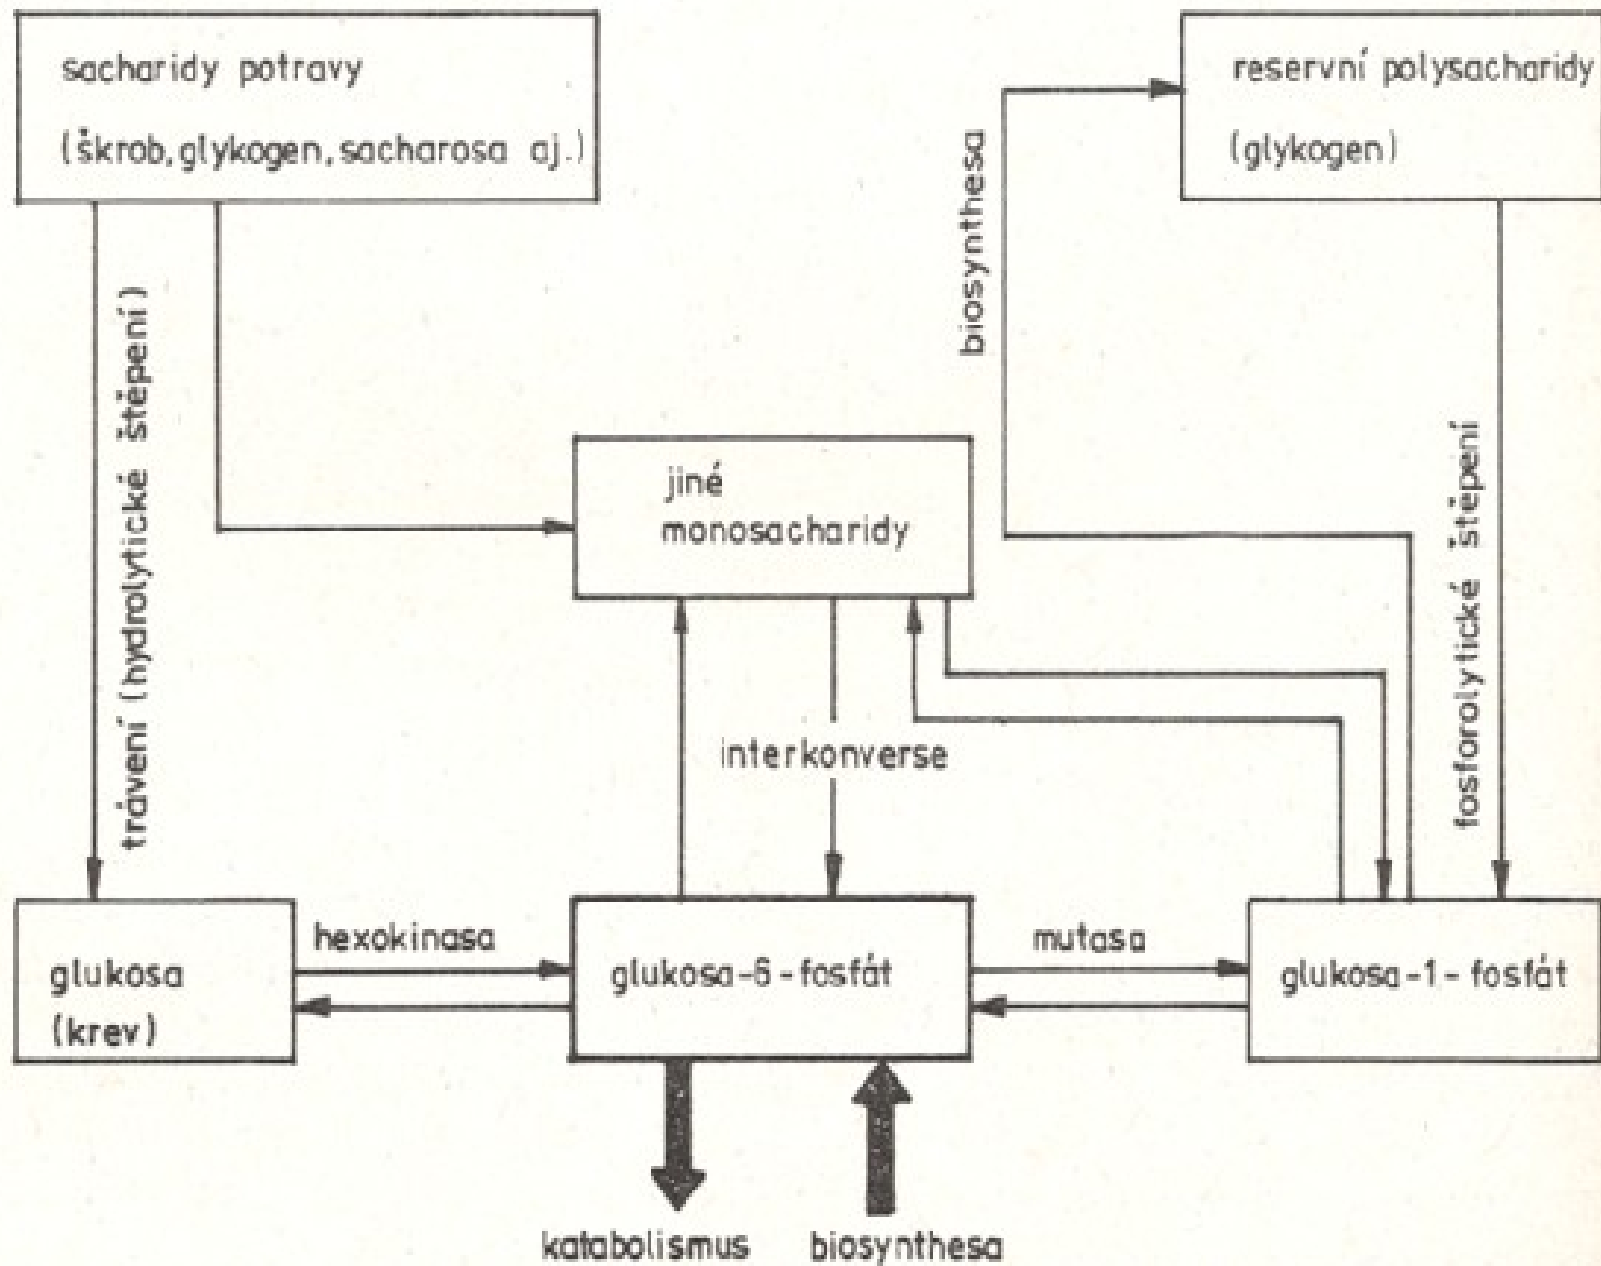 sacharidy potravy
(škrob, glykogen, sacharosa aj.)
reservní polysacharidy
(glykogen)
biosynthesa
trávení (hydrolytické štěpení)
fosforolytické štěpení
jiné
monosacharidy
interkonverse
glukosa
(krev)
hexokinasa
glukosa-6-fosfát
mutasa
glukosa-1-fosfát
katabolismus
biosynthesa